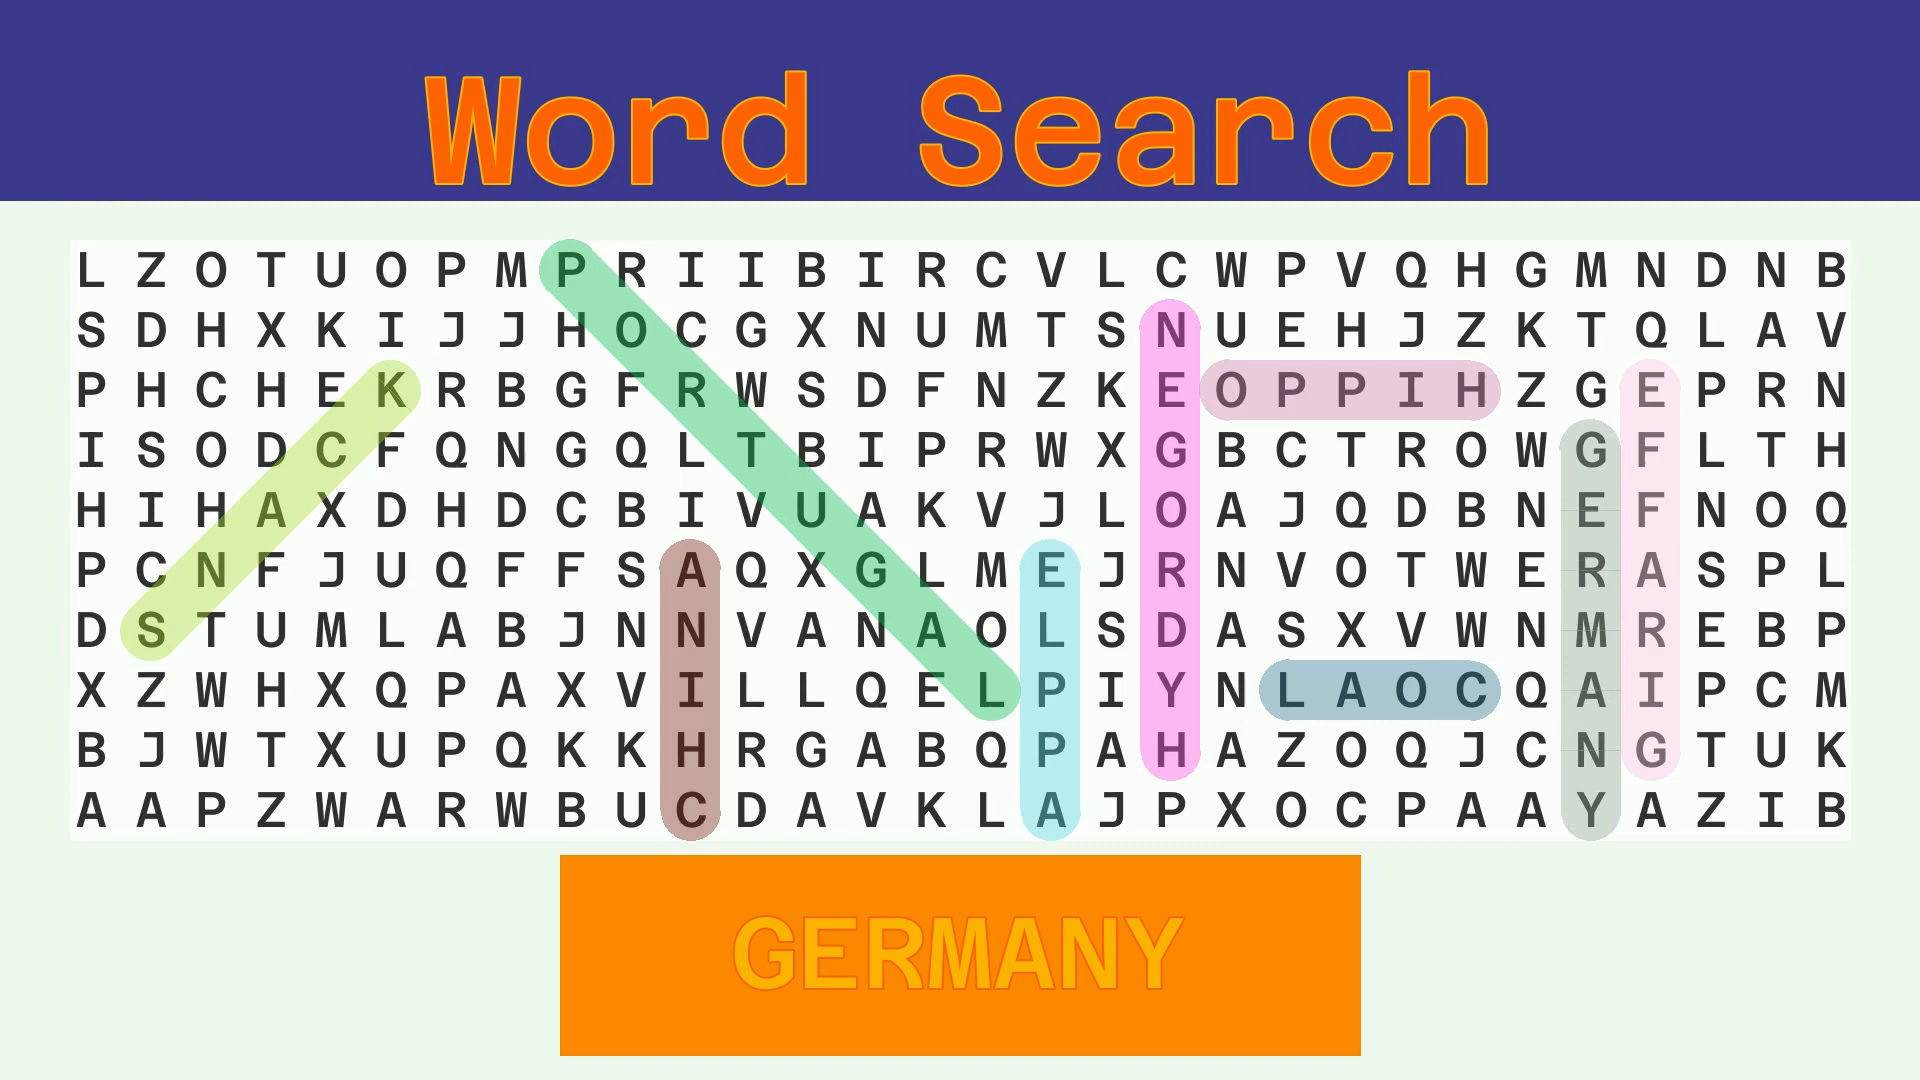 Word Search
L Z O T U O P M P R I I B I R C V L C W P V Q H G M N D N B
S D H X K I J J H O C G X N U M T S N U E H J Z K T Q L A V
P H C H E K R B G F R W S D F N Z K E O P P I H Z G E P R N
I S O D C F Q N G Q L T B I P R W X G B C T R O W G F L T H
H I H A X D H D C B I V U A K V J L O A J Q D B N E F N O Q
P C N F J U Q F F S A Q X G L M E J R N V O T W E R A S P L
D S T U M L A B J N N V A N A O L S D A S X V W N M R E B P
X Z W H X Q P A X V I L L Q E L P I Y N L A O C Q A I P C M
B J W T X U P Q K K H R G A B Q P A H A Z O Q J C N G T U K
A A P Z W A R W B U C D A V K L A J P X O C P A A Y A Z I B
GERMANY